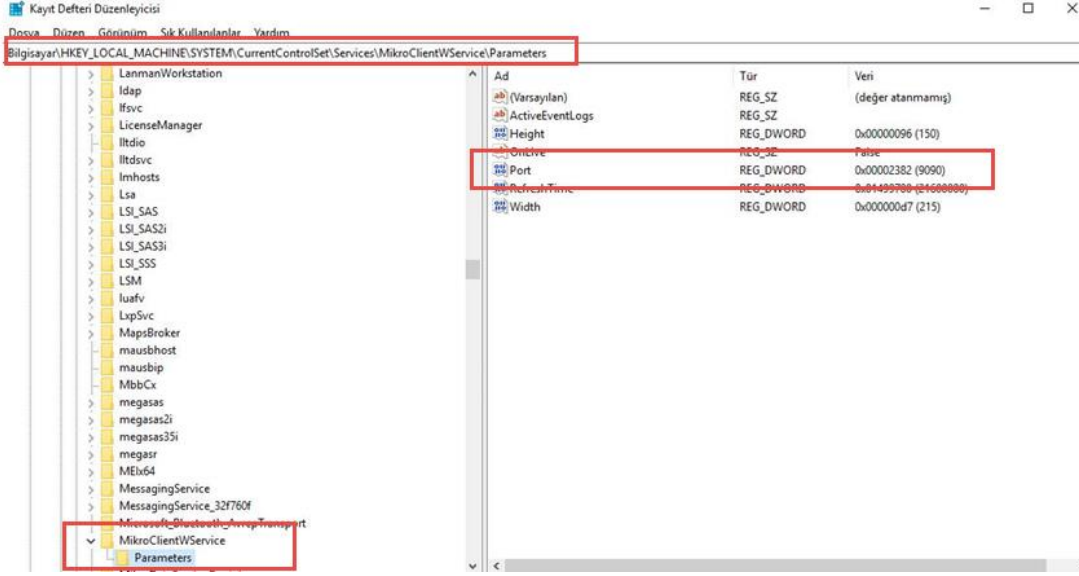 Kayıt Defteri Düzenleyicisi
Dosya Düzen Görünüm Sık Kullanılanlar Yardım
Bilgisayar\HKEY_LOCAL_MACHINE\SYSTEM\CurrentControlSet\Services\MikroClientWService\Parameters
LanmanWorkstation
ldap
lfsvc
LicenseManager
lltdio
lltdsvc
lmhosts
Lsa
LSI_SAS
LSI_SAS2i
LSI_SAS3i
LSI_SSS
LSM
luafv
LxpSvc
MapsBroker
mausbhost
mausbip
MbbCx
megasas
megasas2i
megasas35i
megasr
MEIx64
MessagingService
MessagingService_32f760f
Microsoft_Bluetooth_AvrcpTransport
MikroClientWService
Parameters
Ad Tür Veri
(Varsayılan) REG_SZ (değer atanmamış)
ActiveEventLogs REG_SZ
Height REG_DWORD 0x00000096 (150)
OnLive REG_SZ False
Port REG_DWORD 0x00002382 (9090)
RefreshTime REG_DWORD 0x01499700 (21600000)
Width REG_DWORD 0x000000d7 (215)